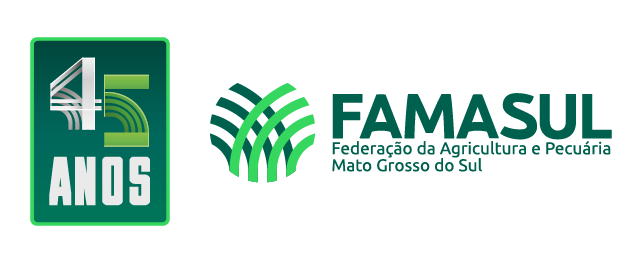 45
ANOS
FAMASUL
Federação da Agricultura e Pecuária
Mato Grosso do Sul